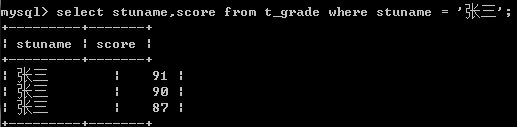 mysql> select stuname,score from t_grade where stuname = '张三';
+---------+-------+
| stuname | score |
+---------+-------+
| 张三        |    91 |
| 张三        |    90 |
| 张三        |    87 |
+---------+-------+